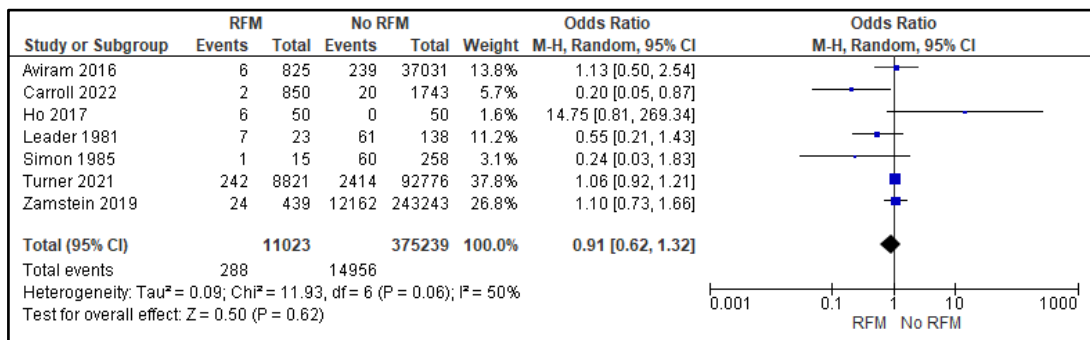 RFM No RFM Odds Ratio Odds Ratio
Study or Subgroup Events Total Events Total Weight M-H, Random, 95% CI M-H, Random, 95% CI
Aviram 2016 6 825 239 37031 13.8% 1.13 [0.50, 2.54]
Carroll 2022 2 850 20 1743 5.7% 0.20 [0.05, 0.87]
Ho 2017 6 50 0 50 1.6% 14.75 [0.81, 269.34]
Leader 1981 7 23 61 138 11.2% 0.55 [0.21, 1.43]
Simon 1985 1 15 60 258 3.1% 0.24 [0.03, 1.83]
Turner 2021 242 8821 2414 92776 37.8% 1.06 [0.92, 1.21]
Zamstein 2019 24 439 12162 243243 26.8% 1.10 [0.73, 1.66]
Total (95% CI) 11023 375239 100.0% 0.91 [0.62, 1.32]
Total events 288 14956
Heterogeneity: Tau² = 0.09; Chi² = 11.93, df = 6 (P = 0.06); I² = 50%
Test for overall effect: Z = 0.50 (P = 0.62)
0.001 0.1 1 10 1000
RFM No RFM